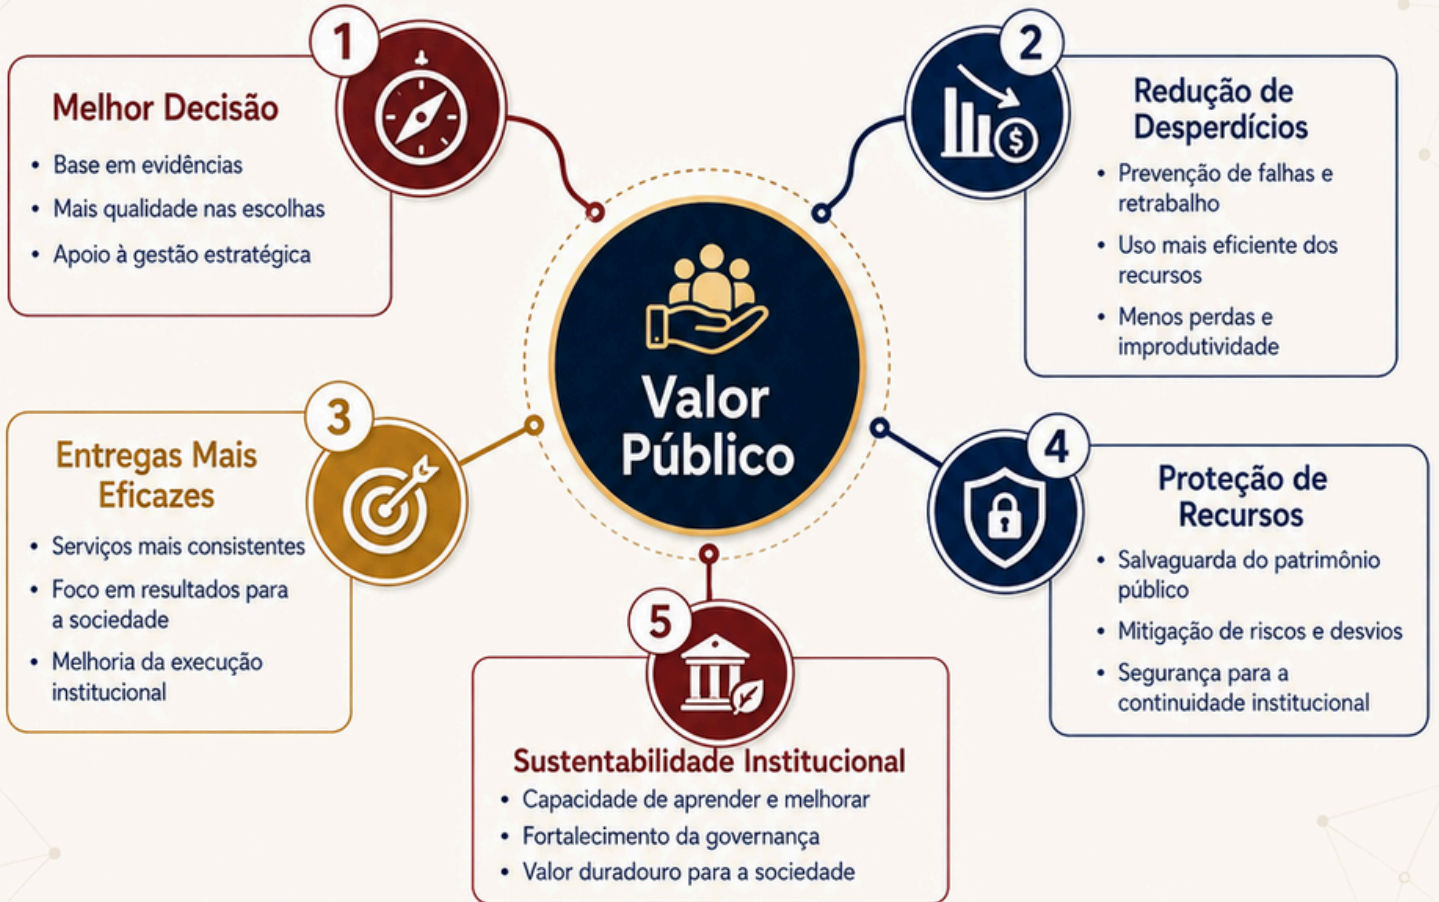 1
Melhor Decisão
• Base em evidências
• Mais qualidade nas escolhas
• Apoio à gestão estratégica
2
Redução de
Desperdícios
• Prevenção de falhas e
retrabalho
• Uso mais eficiente dos
recursos
• Menos perdas e
improdutividade
$
Valor
Público
3
Entregas Mais
Eficazes
• Serviços mais consistentes
• Foco em resultados para
a sociedade
• Melhoria da execução
institucional
4
Proteção de
Recursos
• Salvaguarda do patrimônio
público
• Mitigação de riscos e desvios
• Segurança para a
continuidade institucional
5
Sustentabilidade Institucional
• Capacidade de aprender e melhorar
• Fortalecimento da governança
• Valor duradouro para a sociedade